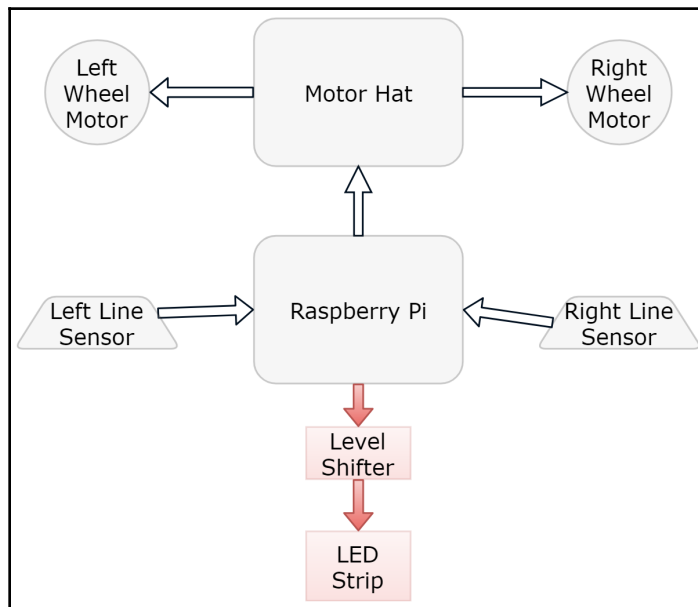 Left
Wheel
Motor
Motor Hat
Right
Wheel
Motor
Left Line
Sensor
Raspberry Pi
Right Line
Sensor
Level
Shifter
LED
Strip